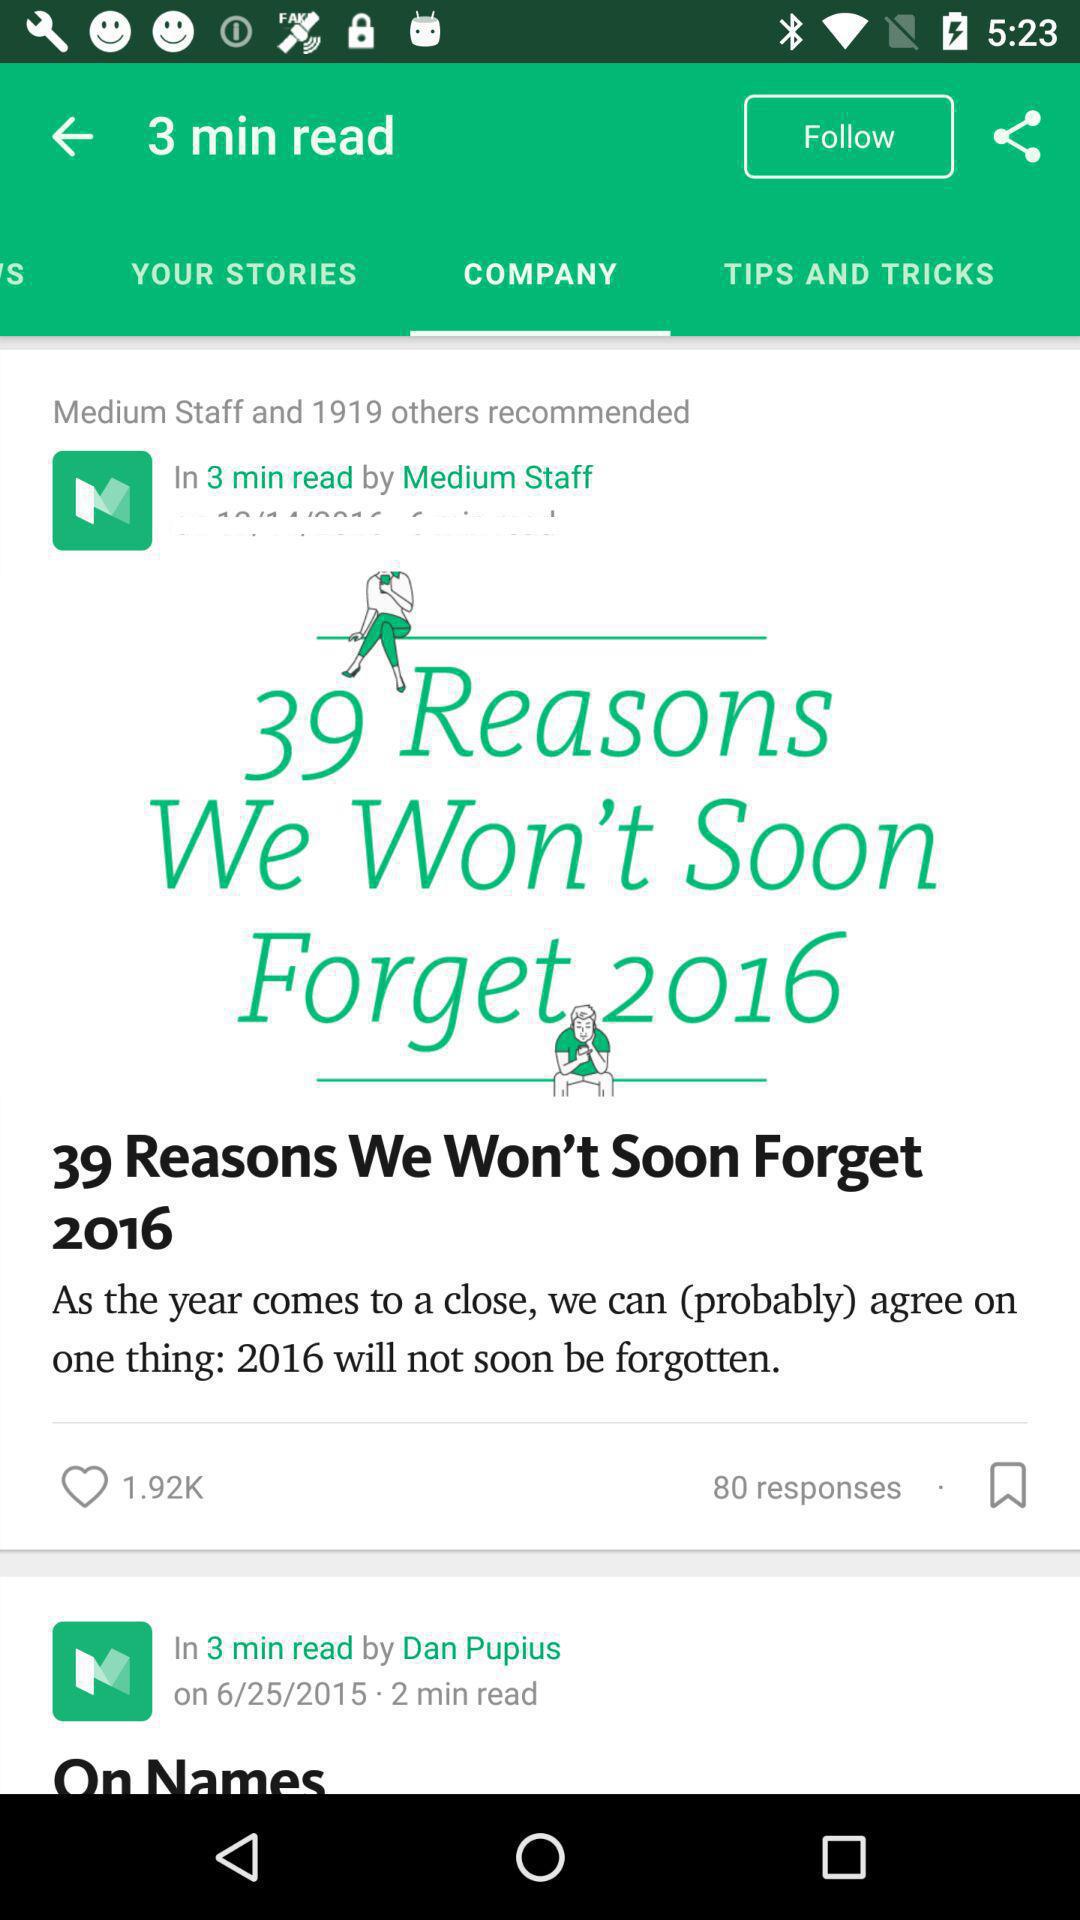 FAKE
5:23
3 min read
Follow
YOUR STORIES
COMPANY
TIPS AND TRICKS
Medium Staff and 1919 others recommended
In 3 min read by Medium Staff
39 Reasons
We Won't Soon
Forget 2016
39 Reasons We Won't Soon Forget
2016
As the year comes to a close, we can (probably) agree on
one thing: 2016 will not soon be forgotten.
1.92K
80 responses ·
In 3 min read by Dan Pupius
on 6/25/2015 · 2 min read
On Names